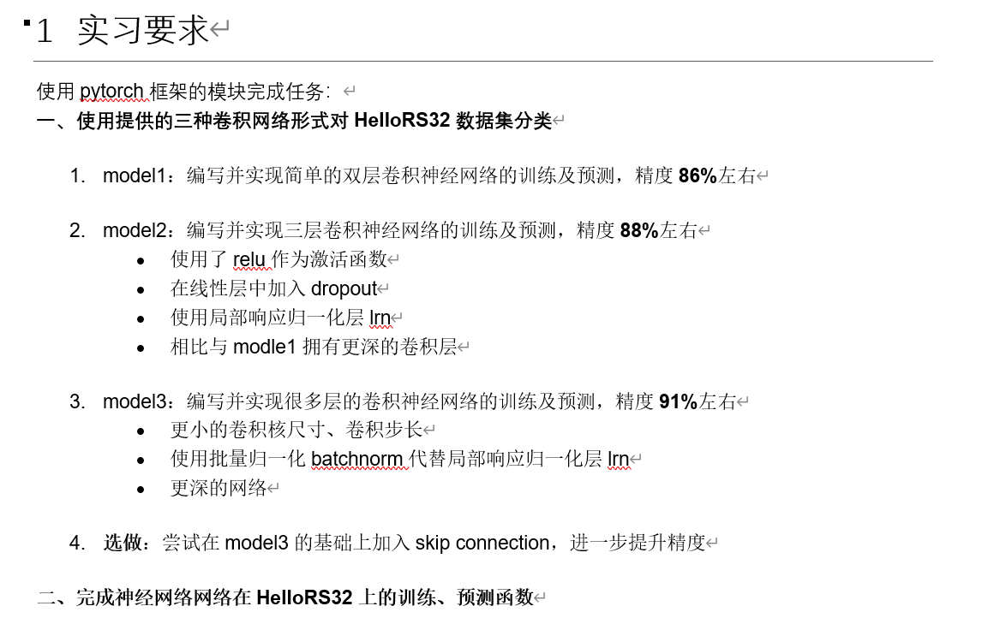 1 实习要求
使用 pytorch 框架的模块完成任务：
一、使用提供的三种卷积网络形式对 HelloRS32 数据集分类
1. model1：编写并实现简单的双层卷积神经网络的训练及预测，精度 86%左右
2. model2：编写并实现三层卷积神经网络的训练及预测，精度 88%左右
• 使用了 relu 作为激活函数
• 在线性层中加入 dropout
• 使用局部响应归一化层 lrn
• 相比与 modle1 拥有更深的卷积层
3. model3：编写并实现很多层的卷积神经网络的训练及预测，精度 91%左右
• 更小的卷积核尺寸、卷积步长
• 使用批量归一化 batchnorm 代替局部响应归一化层 lrn
• 更深的网络
4. 选做：尝试在 model3 的基础上加入 skip connection，进一步提升精度
二、完成神经网络网络在 HelloRS32 上的训练、预测函数